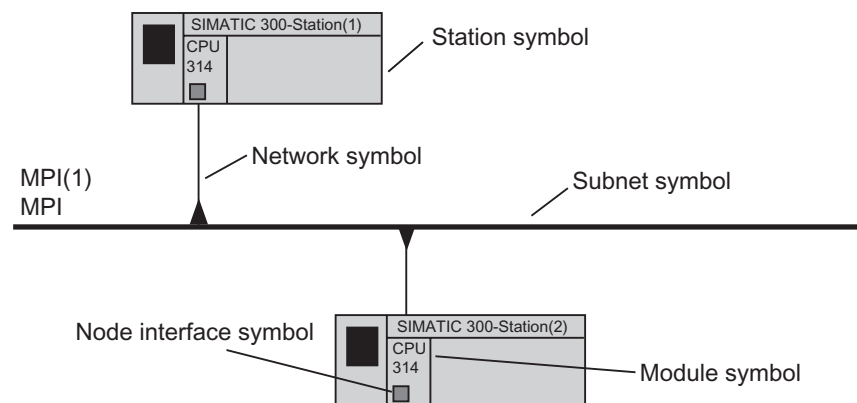 SIMATIC 300-Station(1)
CPU
314
Station symbol
Network symbol
MPI(1)
MPI
Subnet symbol
SIMATIC 300-Station(2)
CPU
314
Node interface symbol
Module symbol